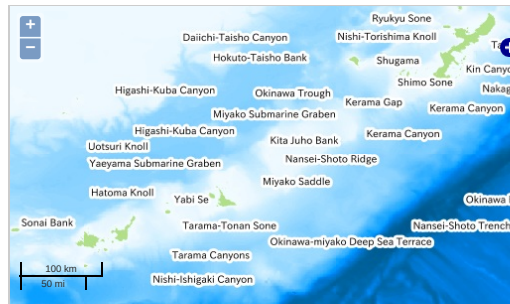 +
−
Ryukyu Sone
Daiichi-Taisho Canyon
Nishi-Torishima Knoll
Hokuto-Taisho Bank
Shugama
Kin Canyo
Shimo Sone
Higashi-Kuba Canyon
Okinawa Trough
Nakag
Kerama Gap
Kerama Canyon
Miyako Submarine Graben
Higashi-Kuba Canyon
Kerama Canyon
Kita Juho Bank
Uotsuri Knoll
Nansei-Shoto Ridge
Yaeyama Submarine Graben
Miyako Saddle
Hatoma Knoll
Yabi Se
Okinawa
Sonai Bank
Tarama-Tonan Sone
Nansei-Shoto Trench
Okinawa-miyako Deep Sea Terrace
Tarama Canyons
100 km
Nishi-Ishigaki Canyon
50 mi